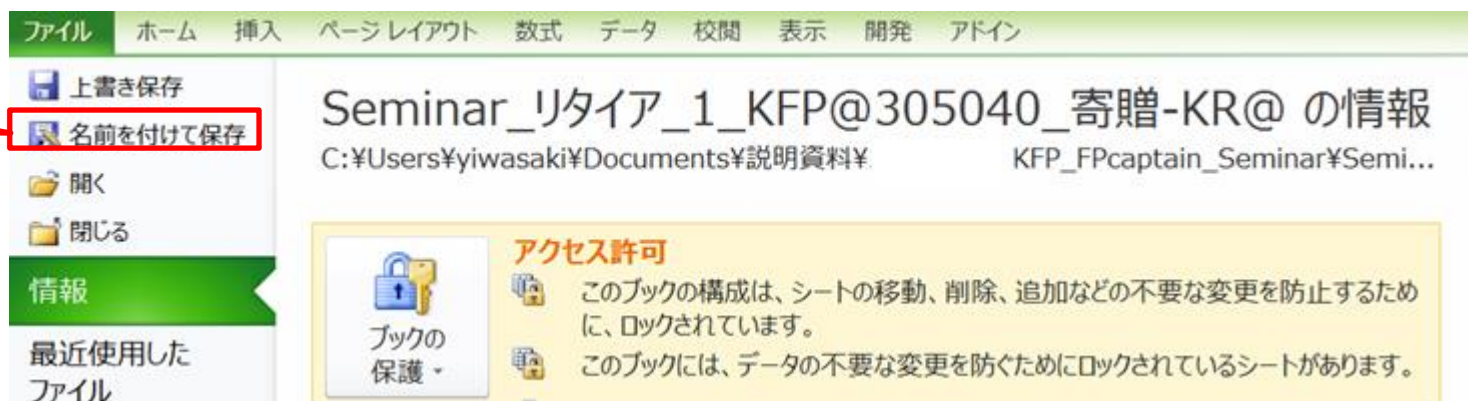 ファイル ホーム 挿入 ページ レイアウト 数式 データ 校閲 表示 開発 アドイン
上書き保存
名前を付けて保存
開く
閉じる
情報
最近使用した
ファイル
Seminar_リタイア_1_KFP@305040_寄贈-KR@ の情報
C:¥Users¥yiwasaki¥Documents¥説明資料¥ KFP_FPcaptain_Seminar¥Semi...
ブックの
保護
アクセス許可
このブックの構成は、シートの移動、削除、追加などの不要な変更を防止するため
に、ロックされています。
このブックには、データの不要な変更を防ぐためにロックされているシートがあります。